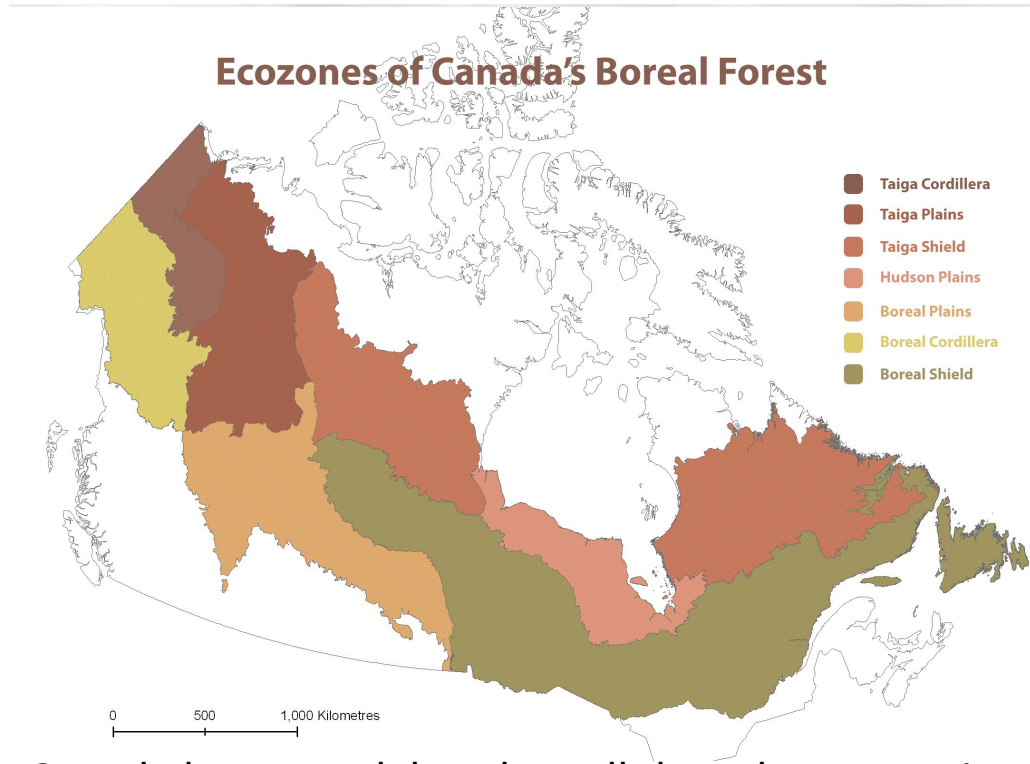 Ecozones of Canada's Boreal Forest
Taiga Cordillera
Taiga Plains
Taiga Shield
Hudson Plains
Boreal Plains
Boreal Cordillera
Boreal Shield
0 500 1,000 Kilometres